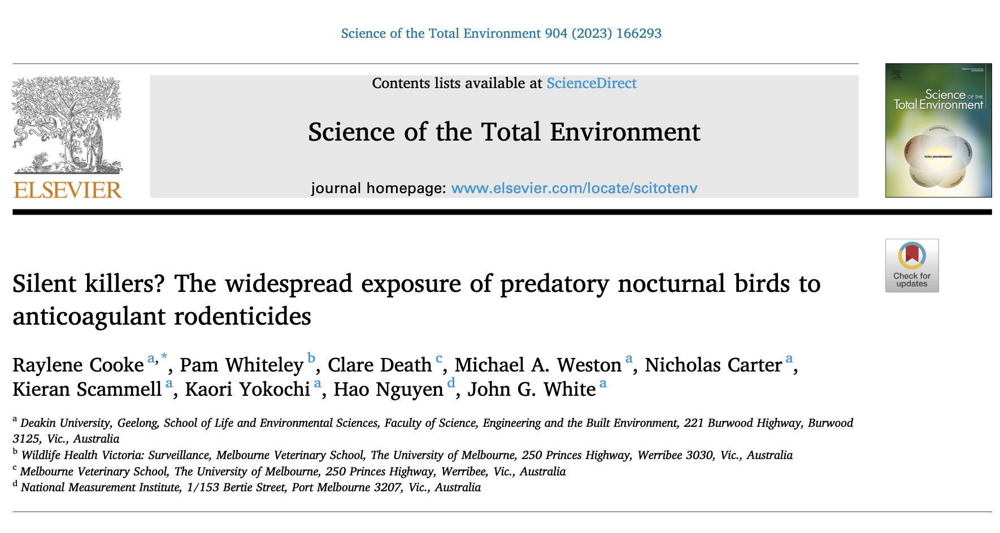 Science of the Total Environment 904 (2023) 166293
Contents lists available at ScienceDirect
Science of the Total Environment
journal homepage: www.elsevier.com/locate/scitotenv
NON SOLUS
ELSEVIER
Science OF THE
Total Environment
Anthroposphere
TOTAL ENVIRONMENT
Check for
updates
Silent killers? The widespread exposure of predatory nocturnal birds to
anticoagulant rodenticides
Raylene Cooke a,*, Pam Whiteley b, Clare Death c, Michael A. Weston a, Nicholas Carter a,
Kieran Scammell a, Kaori Yokochi a, Hao Nguyen d, John G. White a
a Deakin University, Geelong, School of Life and Environmental Sciences, Faculty of Science, Engineering and the Built Environment, 221 Burwood Highway, Burwood
3125, Vic., Australia
b Wildlife Health Victoria: Surveillance, Melbourne Veterinary School, The University of Melbourne, 250 Princes Highway, Werribee 3030, Vic., Australia
c Melbourne Veterinary School, The University of Melbourne, 250 Princes Highway, Werribee, Vic., Australia
d National Measurement Institute, 1/153 Bertie Street, Port Melbourne 3207, Vic., Australia